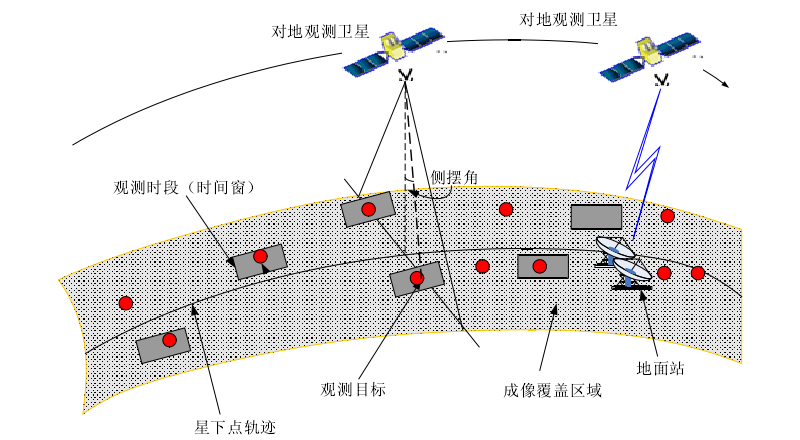 对地观测卫星
对地观测卫星
侧摆角
观测时段（时间窗）
地面站
观测目标
成像覆盖区域
星下点轨迹